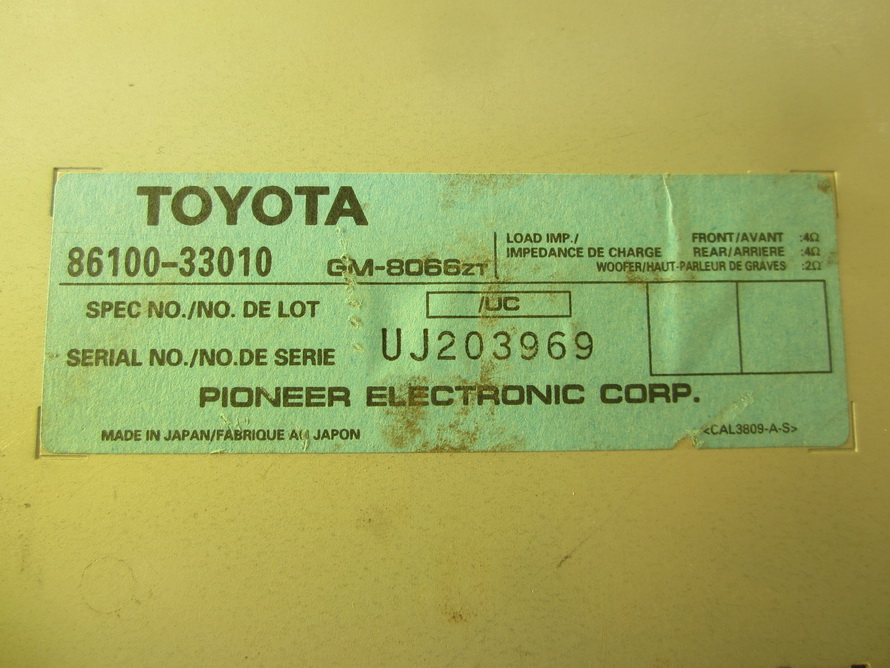 TOYOTA
86100-33010 GM-8066ZT
LOAD IMP./ FRONT/AVANT :4Ω
IMPEDANCE DE CHARGE REAR/ARRIERE :4Ω
WOOFER/HAUT-PARLEUR DE GRAVES :2Ω
SPEC NO./NO. DE LOT /UC
SERIAL NO./NO.DE SERIE UJ203969
PIONEER ELECTRONIC CORP.
MADE IN JAPAN/FABRIQUE AU JAPON <CAL3809-A-S>